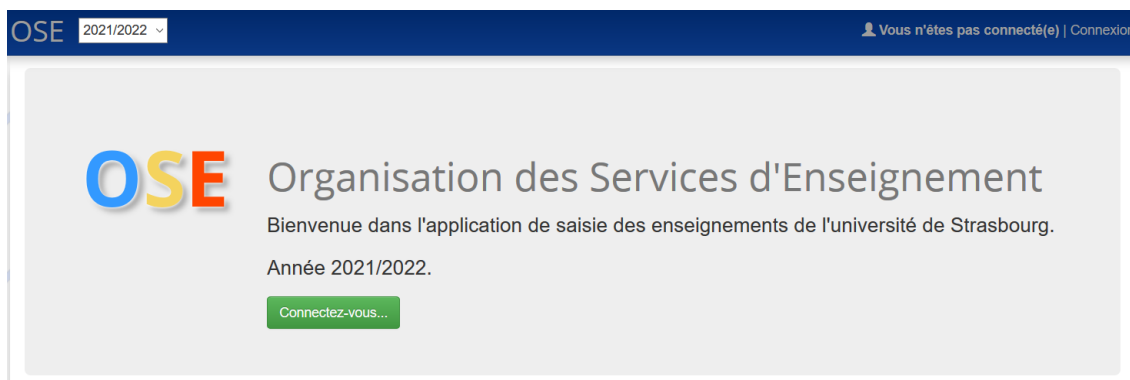 OSE 2021/2022 Vous n'êtes pas connecté(e) | Connexion
OSE
Organisation des Services d'Enseignement
Bienvenue dans l'application de saisie des enseignements de l'université de Strasbourg.
Année 2021/2022.
Connectez-vous...